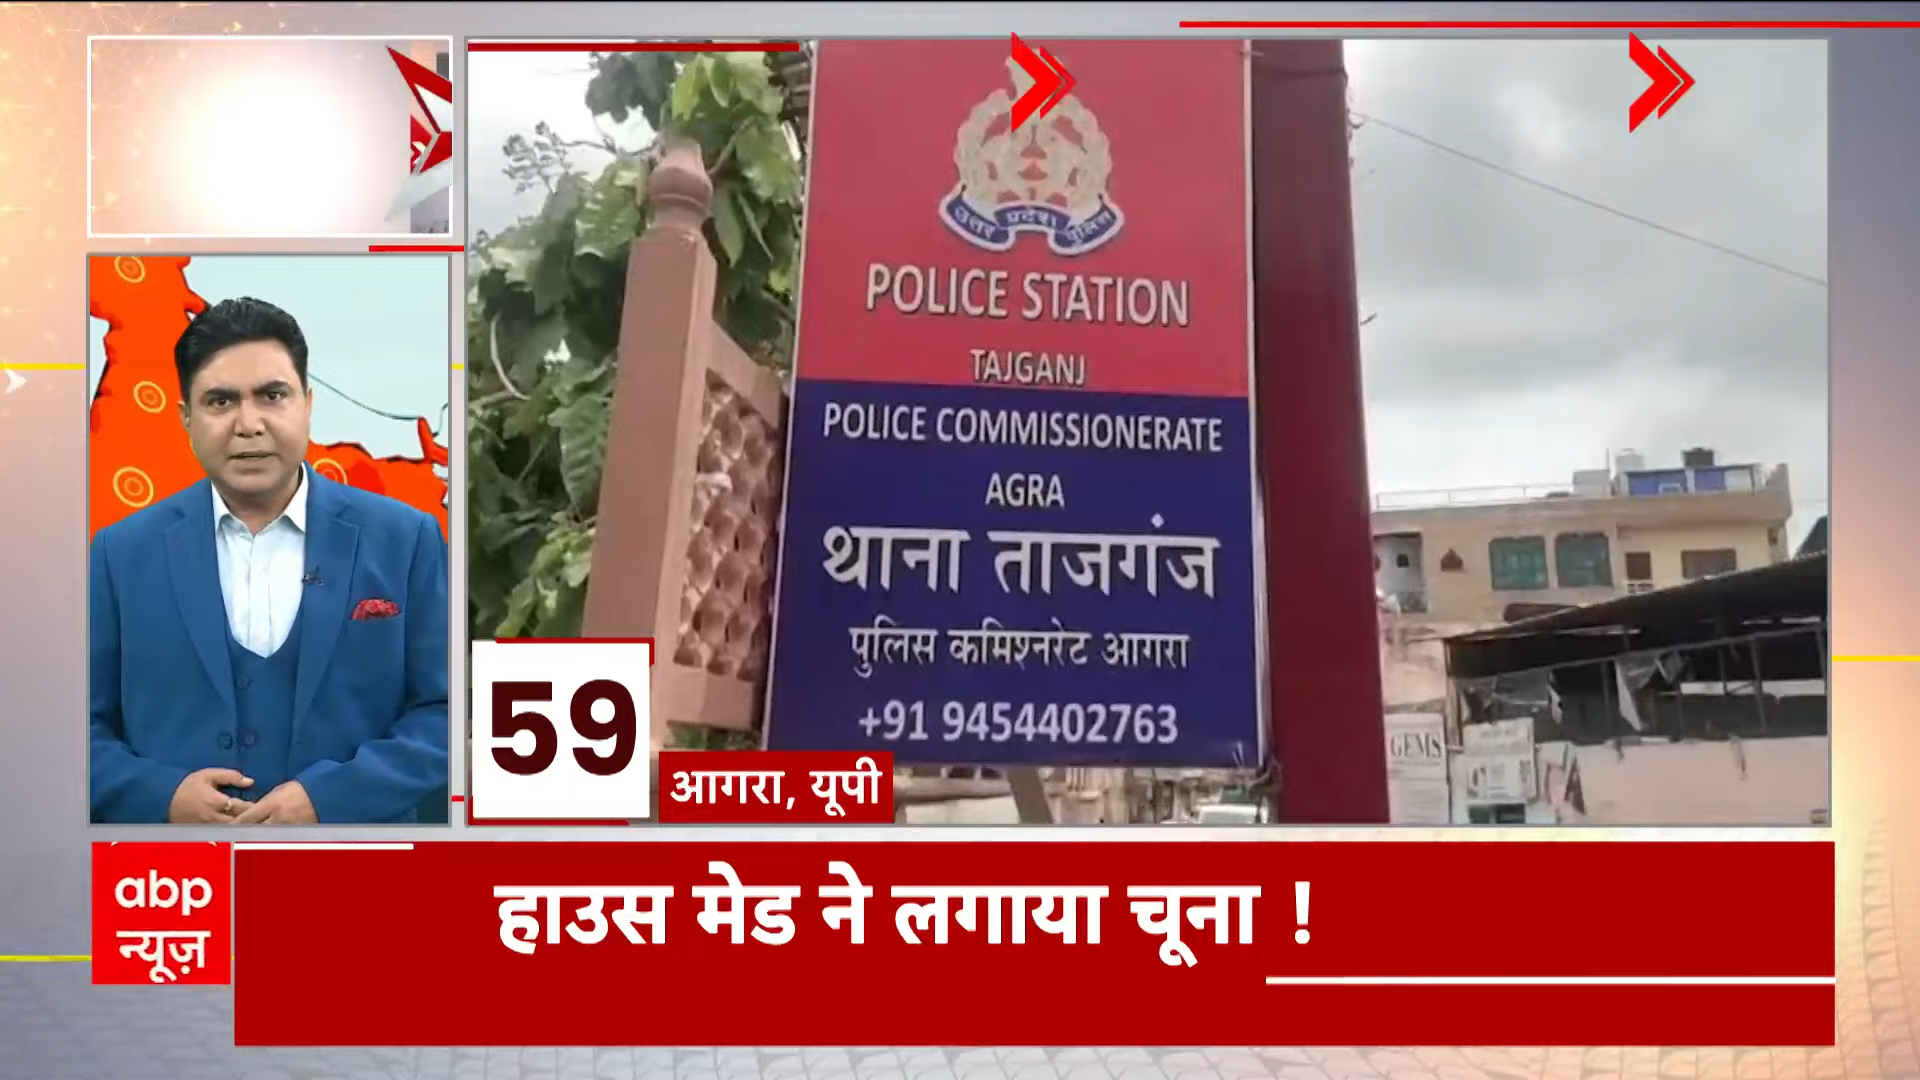 उत्तर प्रदेश पुलिस
POLICE STATION
TAJGANJ
POLICE COMMISSIONERATE
AGRA
थाना ताजगंज
पुलिस कमिश्नरेट आगरा
+91 9454402763
GEMS
59
आगरा, यूपी
abp
न्यूज़
हाउस मेड ने लगाया चूना !